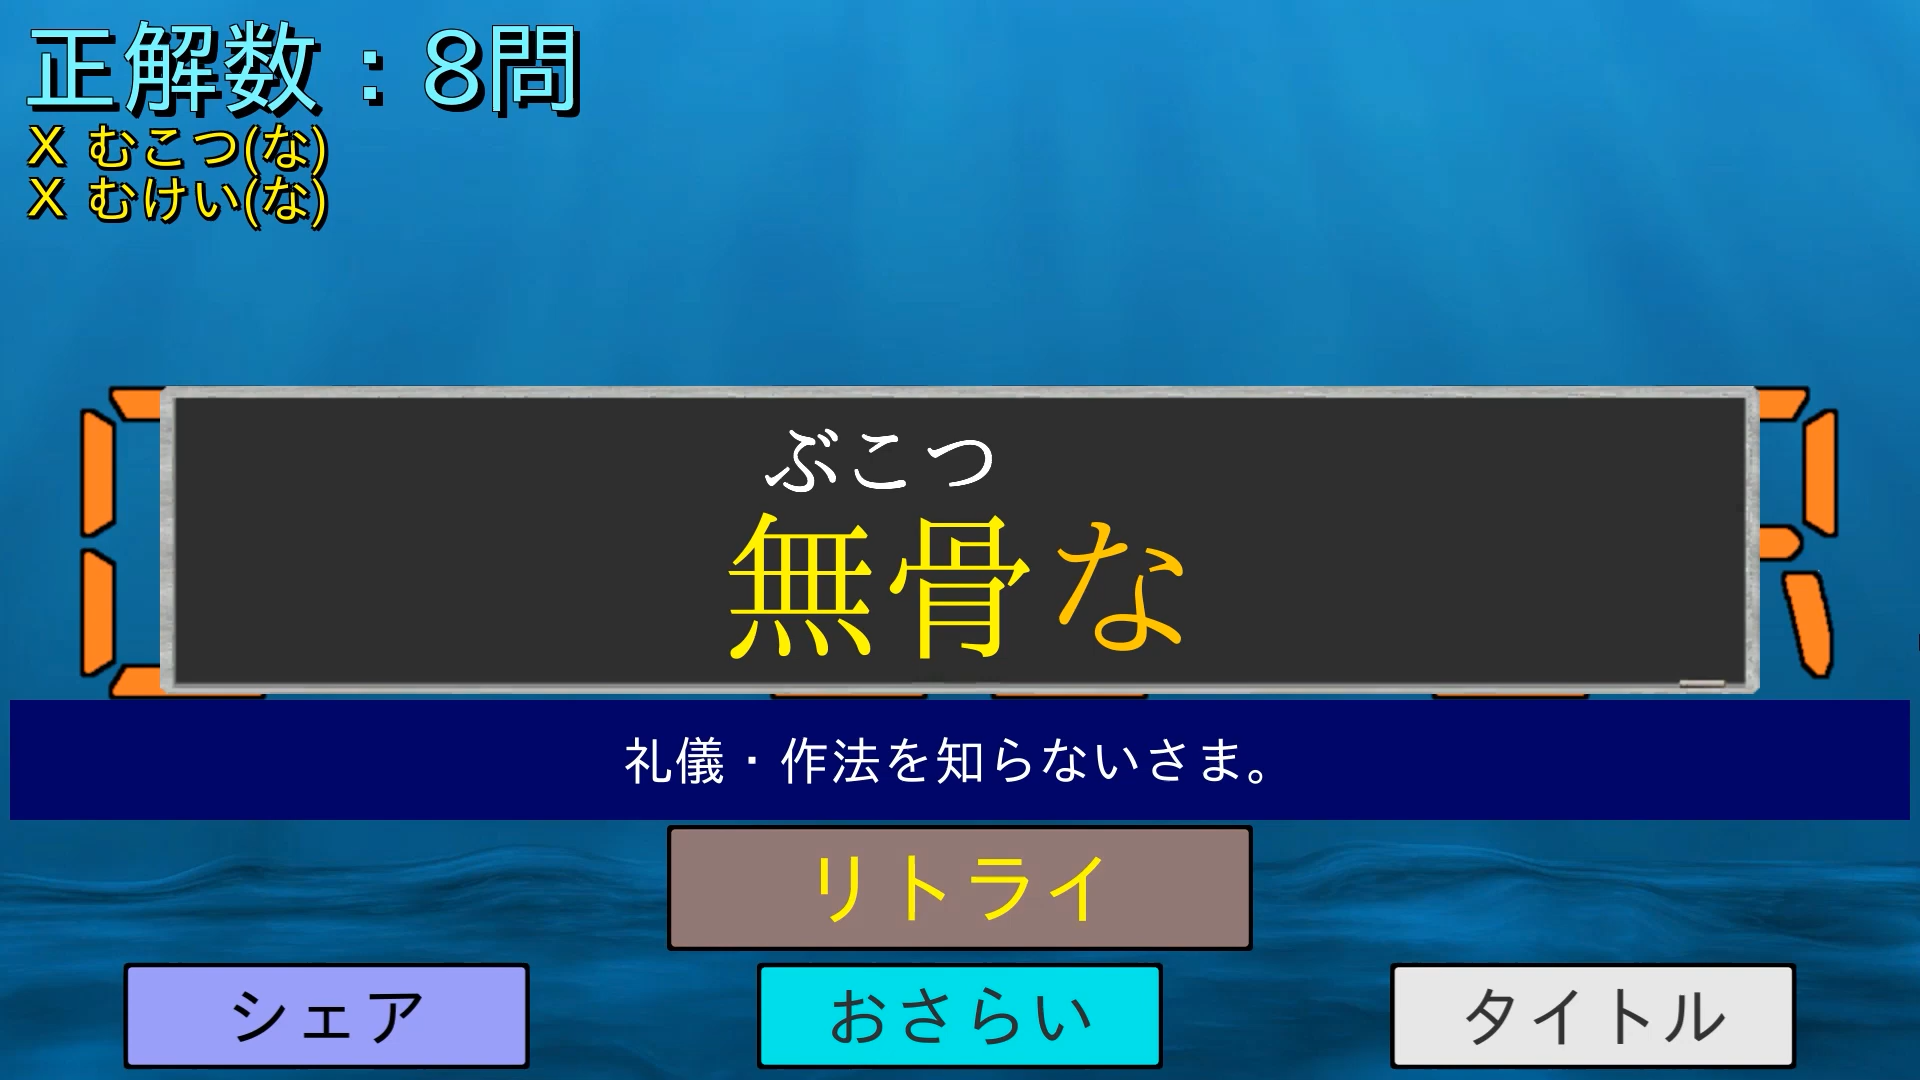 正解数：8問
X むこつ(な)
X むけい(な)
ぶこつ
無骨な
礼儀・作法を知らないさま。
リトライ
シェア
おさらい
タイトル